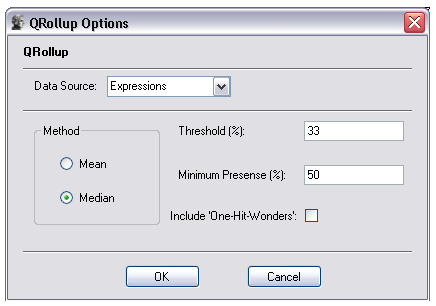 QRollup Options
QRollup
Data Source: Expressions
Method
Mean
Median
Threshold (%): 33
Minimum Presense (%): 50
Include 'One-Hit-Wonders':
OK Cancel